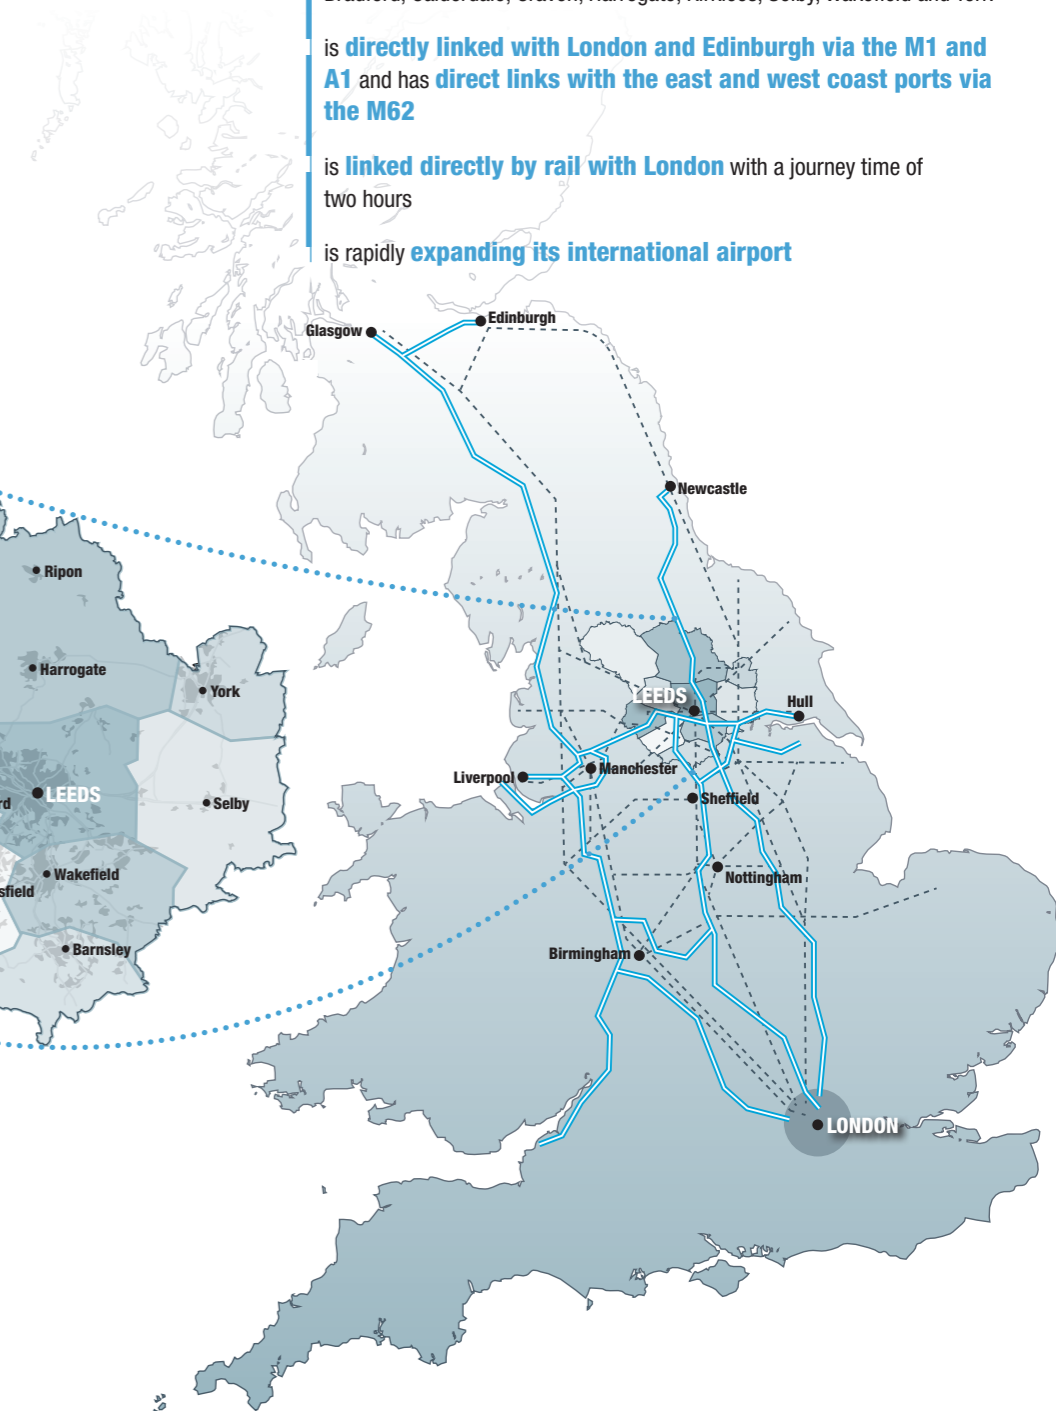 is directly linked with London and Edinburgh via the M1 and
A1 and has direct links with the east and west coast ports via
the M62
is linked directly by rail with London with a journey time of
two hours
is rapidly expanding its international airport
Glasgow
Edinburgh
Newcastle
Ripon
Harrogate
York
LEEDS
Hull
Liverpool
Manchester
LEEDS
Selby
Sheffield
rd
Wakefield
sfield
Nottingham
Barnsley
Birmingham
LONDON